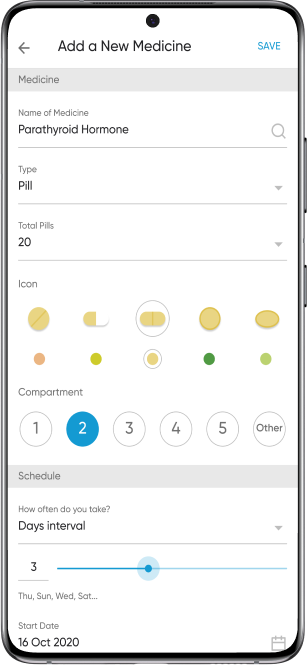 Add a New Medicine
SAVE
Medicine
Name of Medicine
Parathyroid Hormone
Type
Pill
Total Pills
20
Icon
Compartment
1 2 3 4 5 Other
Schedule
How often do you take?
Days interval
3
Thu, Sun, Wed, Sat...
Start Date
16 Oct 2020